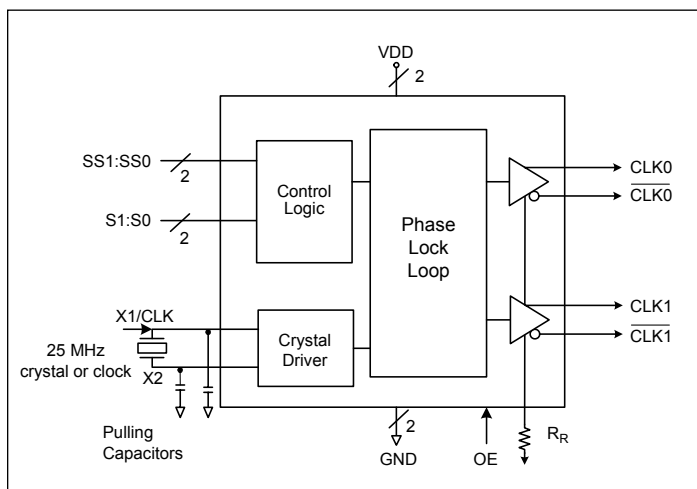 VDD
2
SS1:SS0
2
S1:S0
2
Control
Logic
Phase
Lock
Loop
CLK0
CLK0
X1/CLK
25 MHz
crystal or clock
X2
Crystal
Driver
CLK1
CLK1
Pulling
Capacitors
2
GND
OE
RR